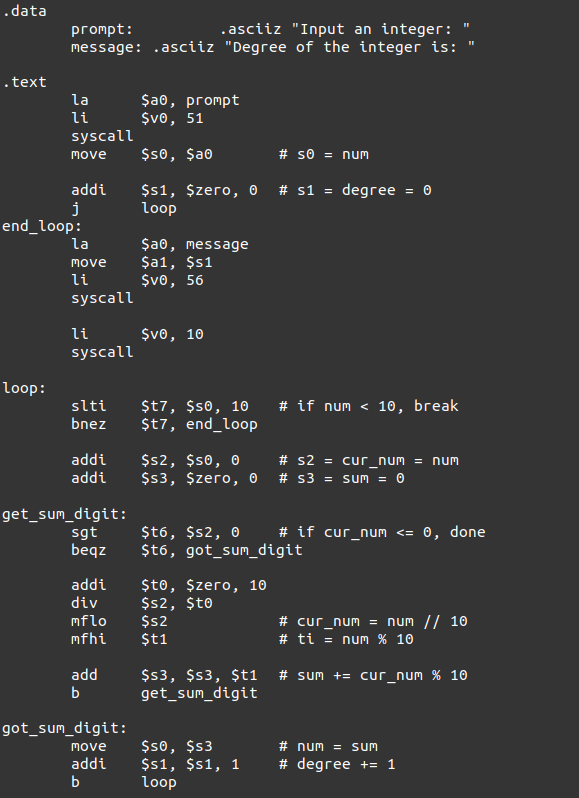 .data
        prompt:          .asciiz "Input an integer: "
        message: .asciiz "Degree of the integer is: "

.text
        la      $a0, prompt
        li      $v0, 51
        syscall
        move    $s0, $a0        # s0 = num

        addi    $s1, $zero, 0   # s1 = degree = 0
        j       loop
end_loop:
        la      $a0, message
        move    $a1, $s1
        li      $v0, 56
        syscall

        li      $v0, 10
        syscall

loop:
        slti    $t7, $s0, 10    # if num < 10, break
        bnez    $t7, end_loop

        addi    $s2, $s0, 0     # s2 = cur_num = num
        addi    $s3, $zero, 0   # s3 = sum = 0

get_sum_digit:
        sgt     $t6, $s2, 0     # if cur_num <= 0, done
        beqz    $t6, got_sum_digit

        addi    $t0, $zero, 10
        div     $s2, $t0
        mflo    $s2             # cur_num = num // 10
        mfhi    $t1             # ti = num % 10

        add     $s3, $s3, $t1   # sum += cur_num % 10
        b       get_sum_digit

got_sum_digit:
        move    $s0, $s3        # num = sum
        addi    $s1, $s1, 1     # degree += 1
        b       loop